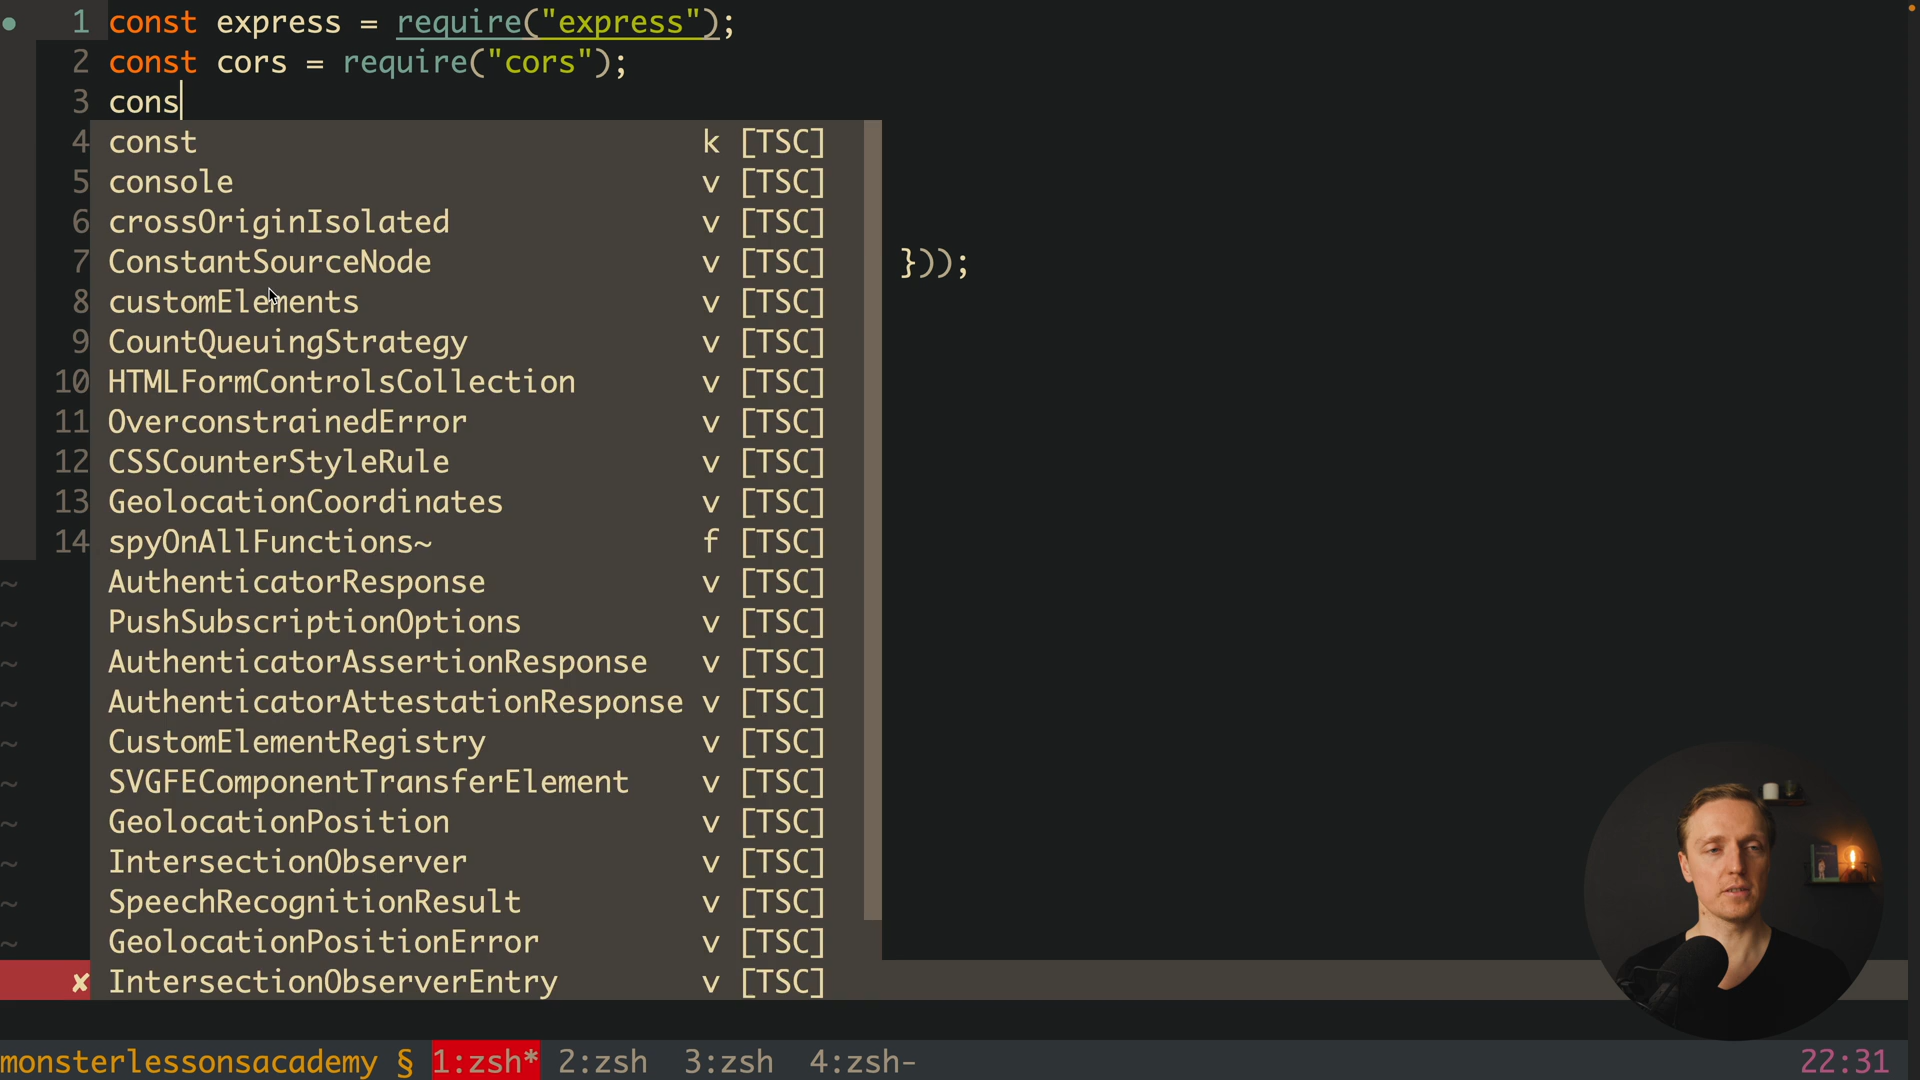 1 const express = require("express");
2 const cors = require("cors");
3 cons
4 const k [TSC]
5 console v [TSC]
6 crossOriginIsolated v [TSC]
7 ConstantSourceNode v [TSC] }));
8 customElements v [TSC]
9 CountQueuingStrategy v [TSC]
10 HTMLFormControlsCollection v [TSC]
11 OverconstrainedError v [TSC]
12 CSSCounterStyleRule v [TSC]
13 GeolocationCoordinates v [TSC]
14 spyOnAllFunctions~ f [TSC]
~ AuthenticatorResponse v [TSC]
~ PushSubscriptionOptions v [TSC]
~ AuthenticatorAssertionResponse v [TSC]
~ AuthenticatorAttestationResponse v [TSC]
~ CustomElementRegistry v [TSC]
~ SVGFEComponentTransferElement v [TSC]
~ GeolocationPosition v [TSC]
~ IntersectionObserver v [TSC]
~ SpeechRecognitionResult v [TSC]
~ GeolocationPositionError v [TSC]
✘ IntersectionObserverEntry v [TSC]
monsterlessonsacademy § 1:zsh* 2:zsh 3:zsh 4:zsh- 22:31